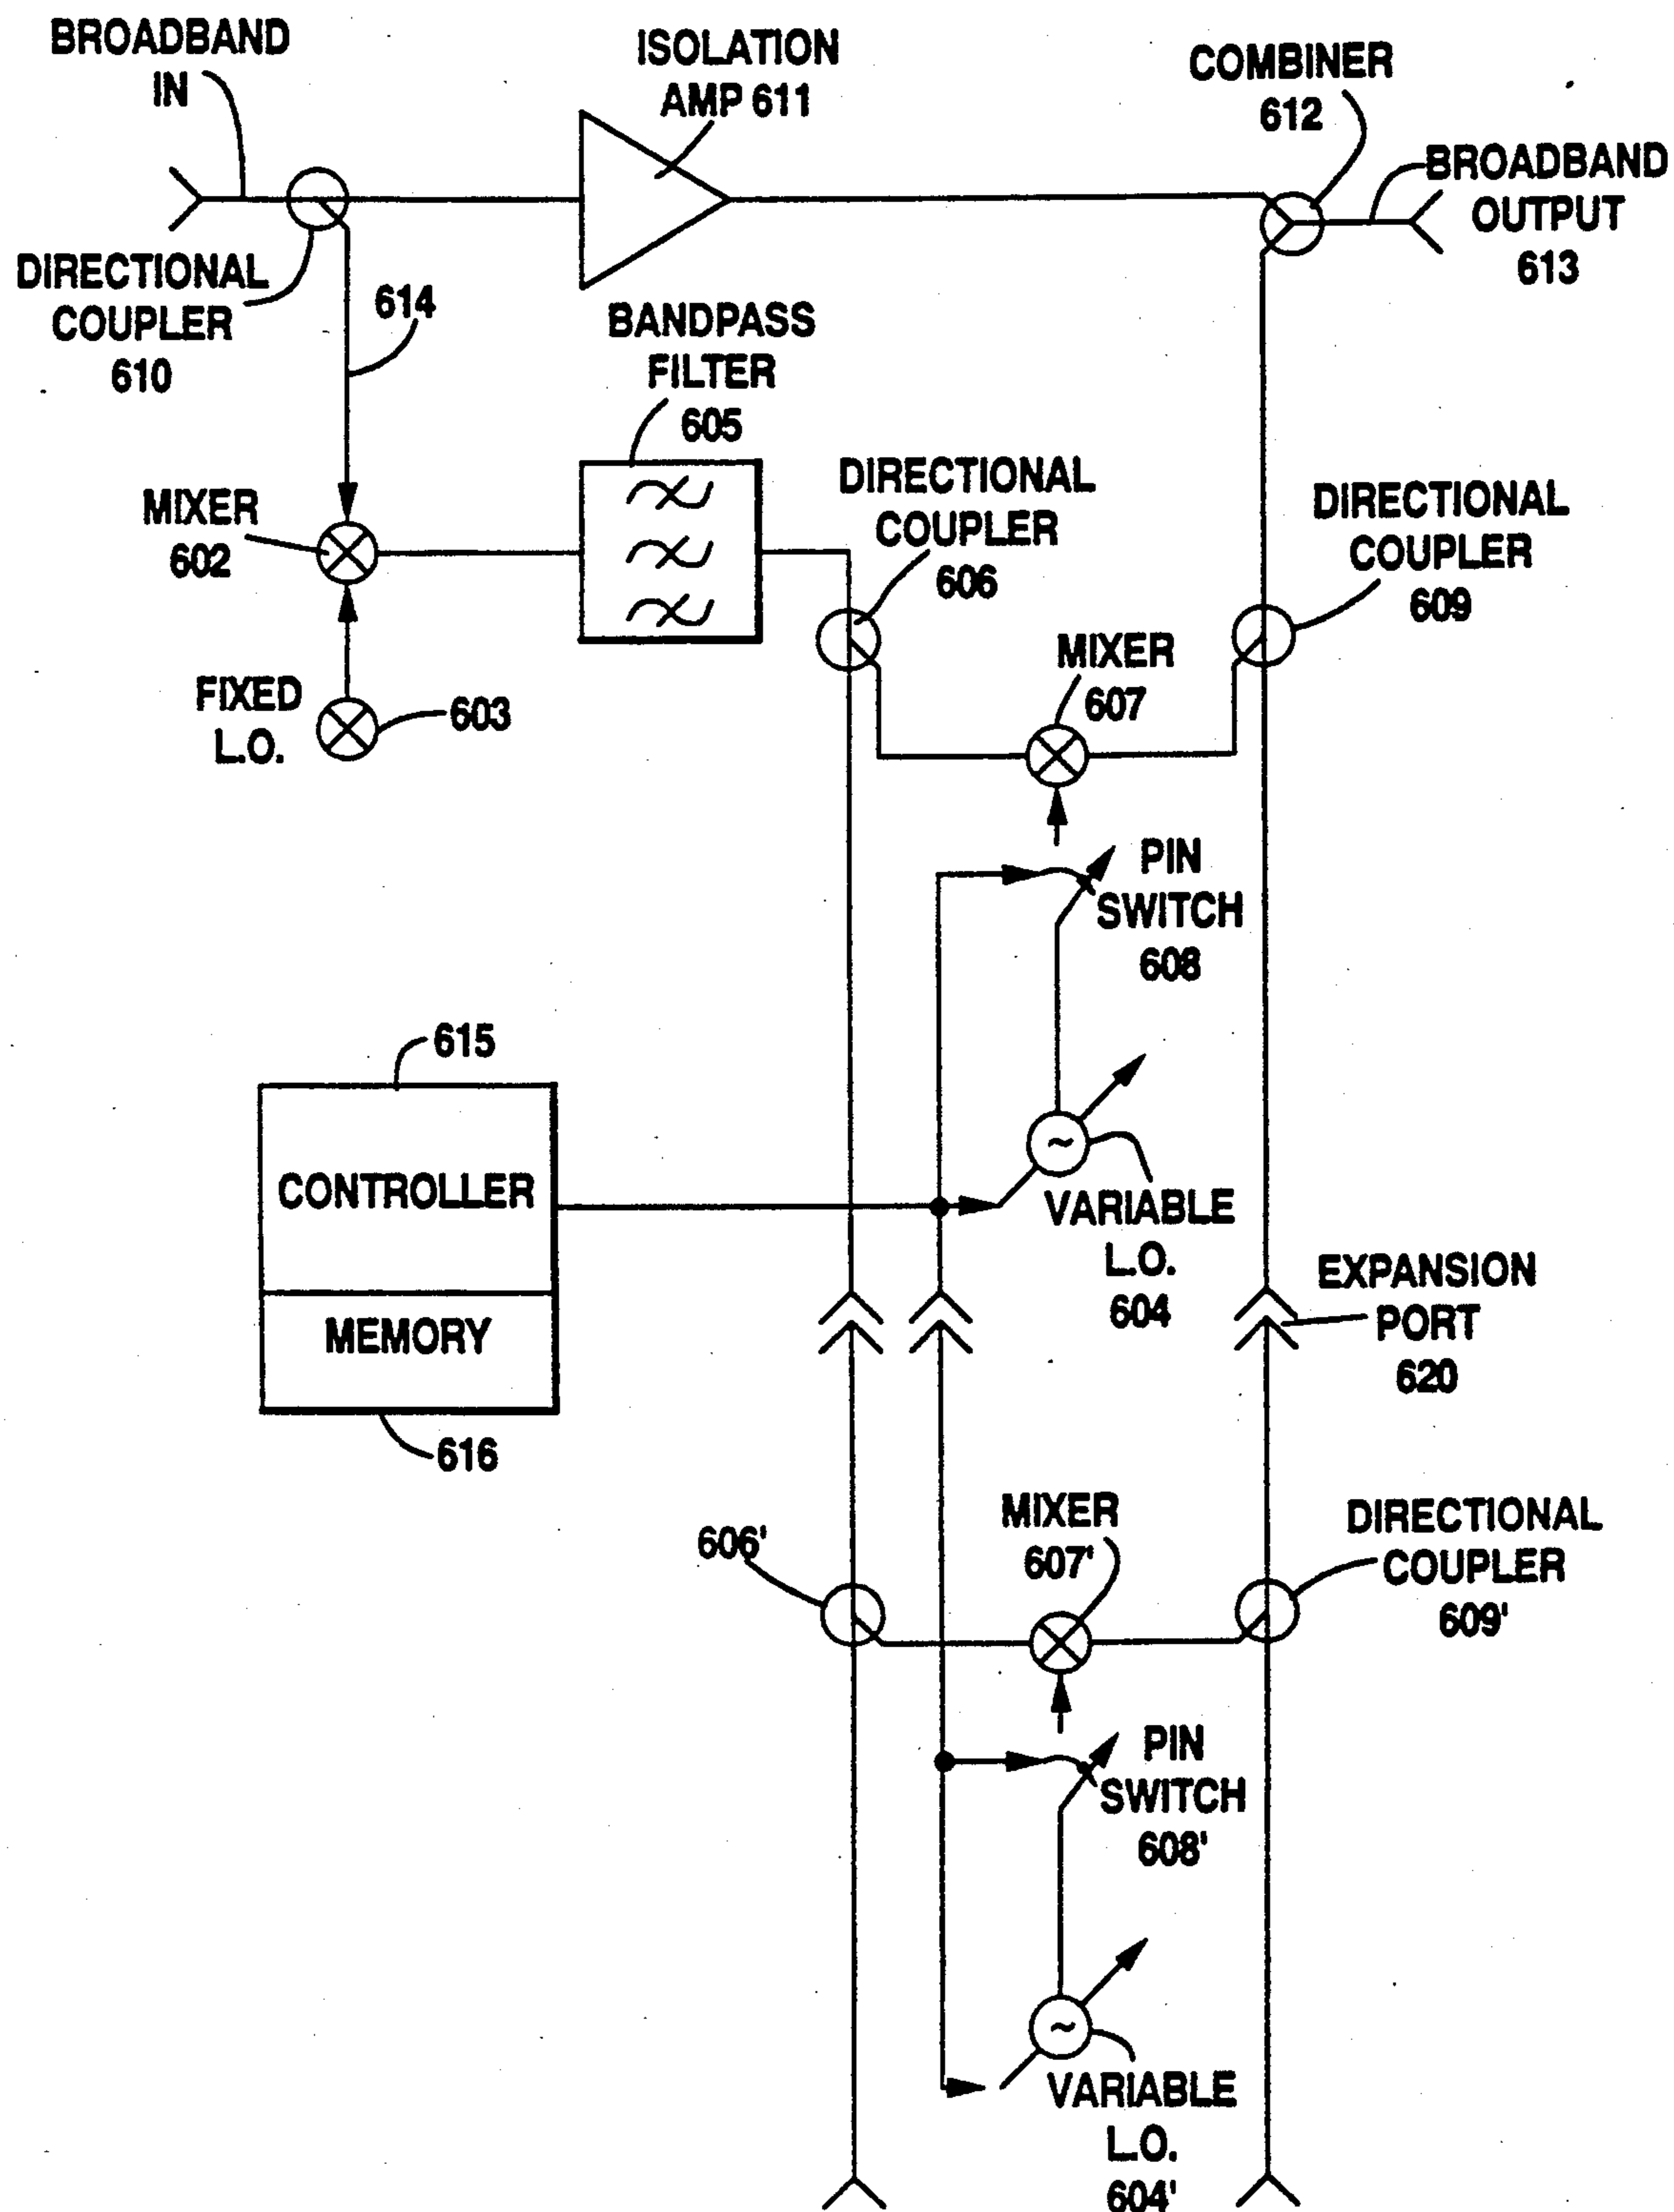 BROADBAND
IN
ISOLATION
AMP 611
COMBINER
612
BROADBAND
OUTPUT
613
DIRECTIONAL
COUPLER
610
614
BANDPASS
FILTER
605
DIRECTIONAL
COUPLER
606
DIRECTIONAL
COUPLER
609
MIXER
602
MIXER
607
FIXED
L.O.
603
PIN
SWITCH
608
615
CONTROLLER
MEMORY
616
VARIABLE
L.O.
604
EXPANSION
PORT
620
606'
MIXER
607'
DIRECTIONAL
COUPLER
609'
PIN
SWITCH
608'
VARIABLE
L.O.
604'